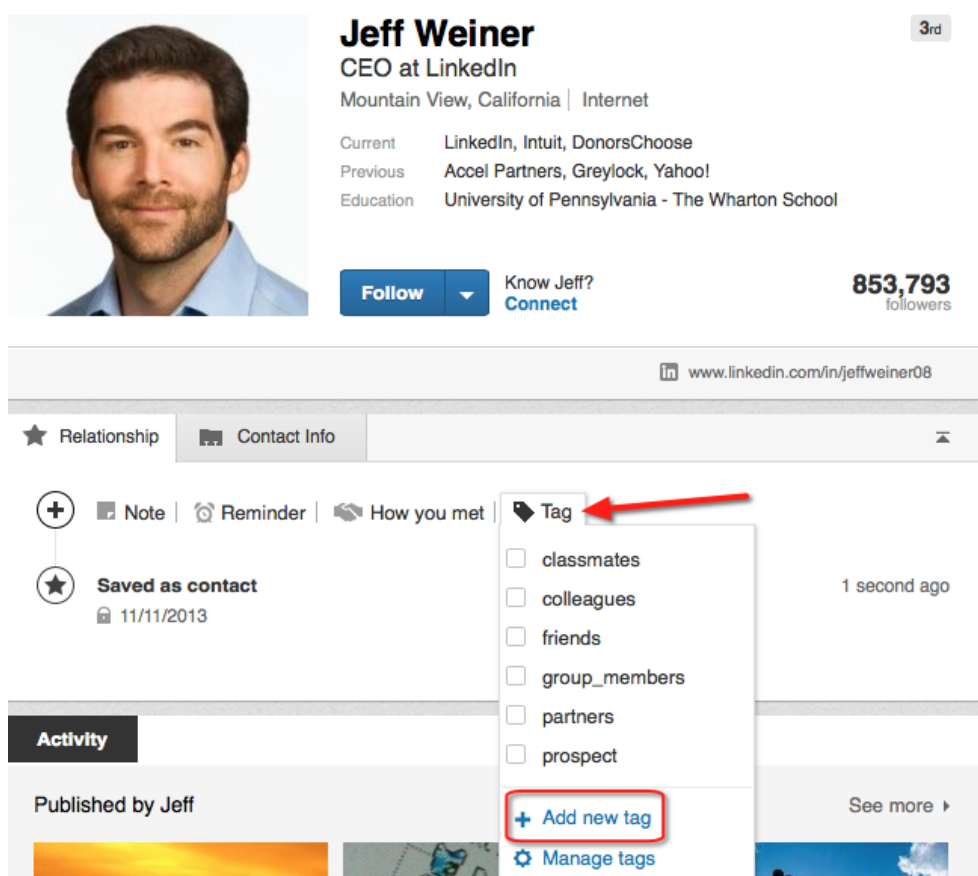 Jeff Weiner
3rd
CEO at LinkedIn
Mountain View, California | Internet
Current LinkedIn, Intuit, DonorsChoose
Previous Accel Partners, Greylock, Yahoo!
Education University of Pennsylvania - The Wharton School
Follow
Know Jeff?
Connect
853,793
followers
in www.linkedin.com/in/jeffweiner08
Relationship
Contact Info
Note | Reminder | How you met | Tag
Saved as contact
1 second ago
11/11/2013
classmates
colleagues
friends
group_members
partners
prospect
+ Add new tag
Manage tags
Activity
Published by Jeff
See more